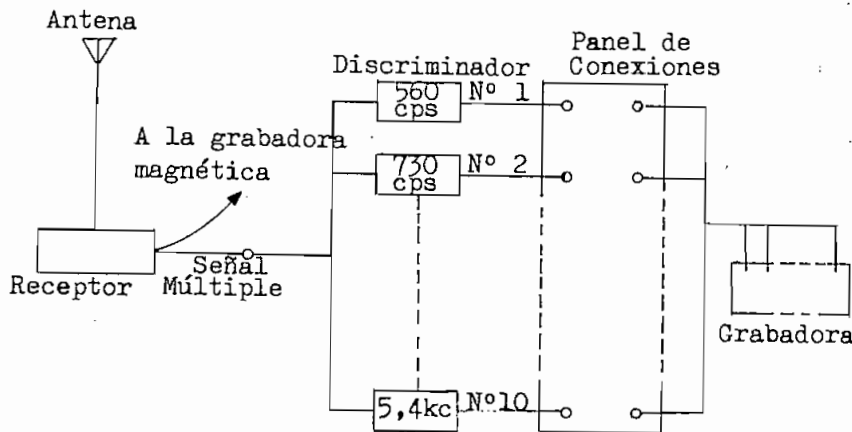 Antena
Panel de
Conexiones
Discriminador
560
cps
Nº 1
A la grabadora
magnética
730
cps
Nº 2
Señal
Múltiple
Receptor
Grabadora
5,4kc
Nº10